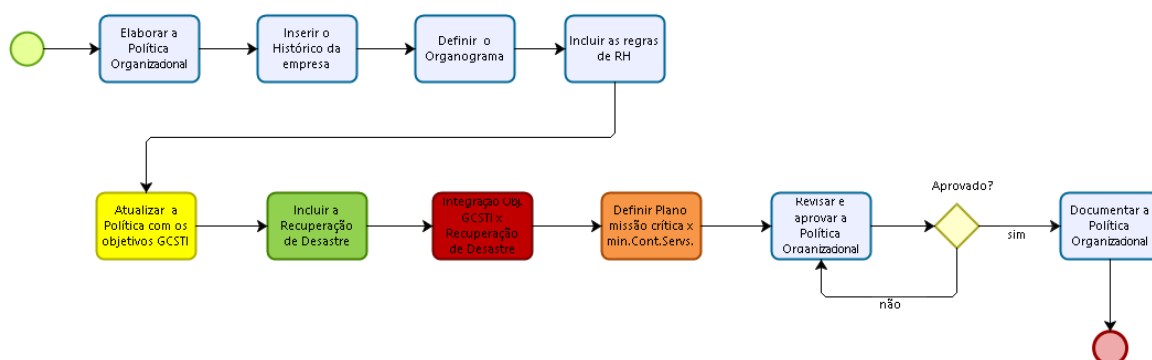 Elaborar a
Política
Organizacional
Inserir o
Histórico da
empresa
Definir o
Organograma
Incluir as regras
de RH
Atualizar a
Política com os
objetivos GCSTI
Incluir a
Recuperação
de Desastre
Integração Obj.
GCSTI x
Recuperação
de Desastre
Definir Plano
missão crítica x
min.Cont.Servs.
Revisar e
aprovar a
Política
Organizacional
Aprovado?
sim
não
Documentar a
Política
Organizacional